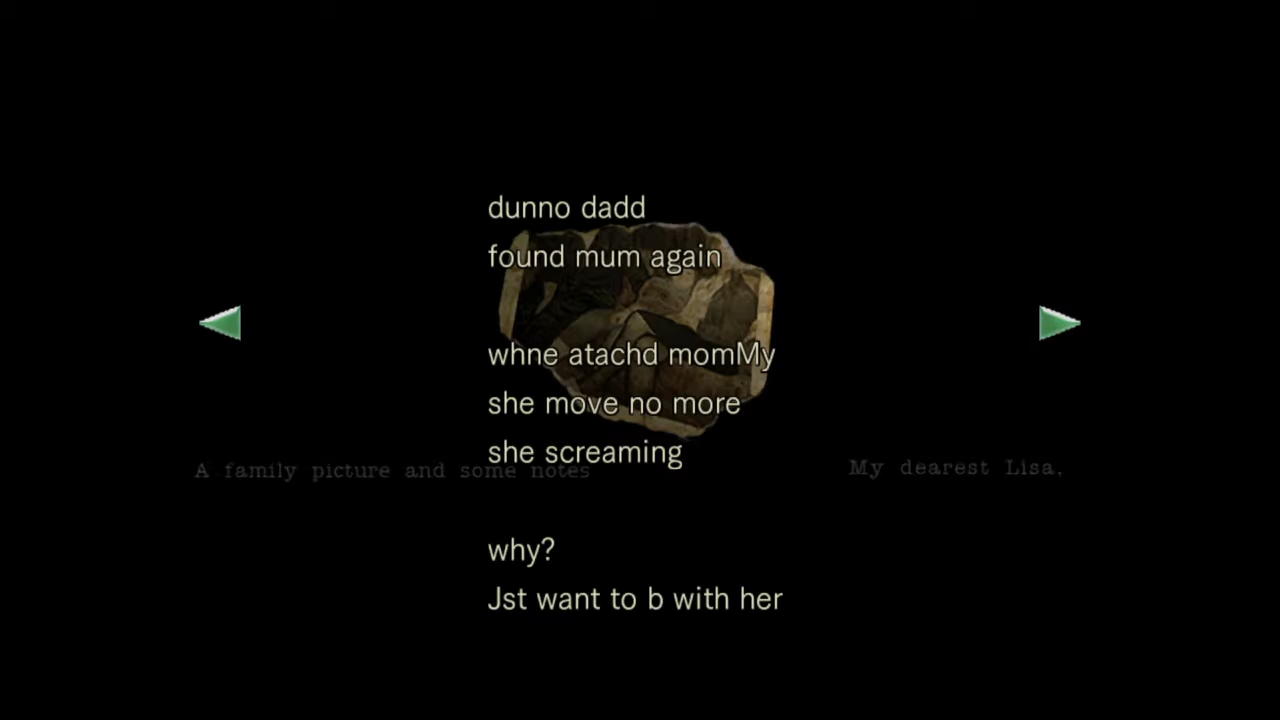 dunno dadd
found mum again
whne atachd momMy
she move no more
she screaming
A family picture and some notes
My dearest Lisa,
why?
Jst want to b with her